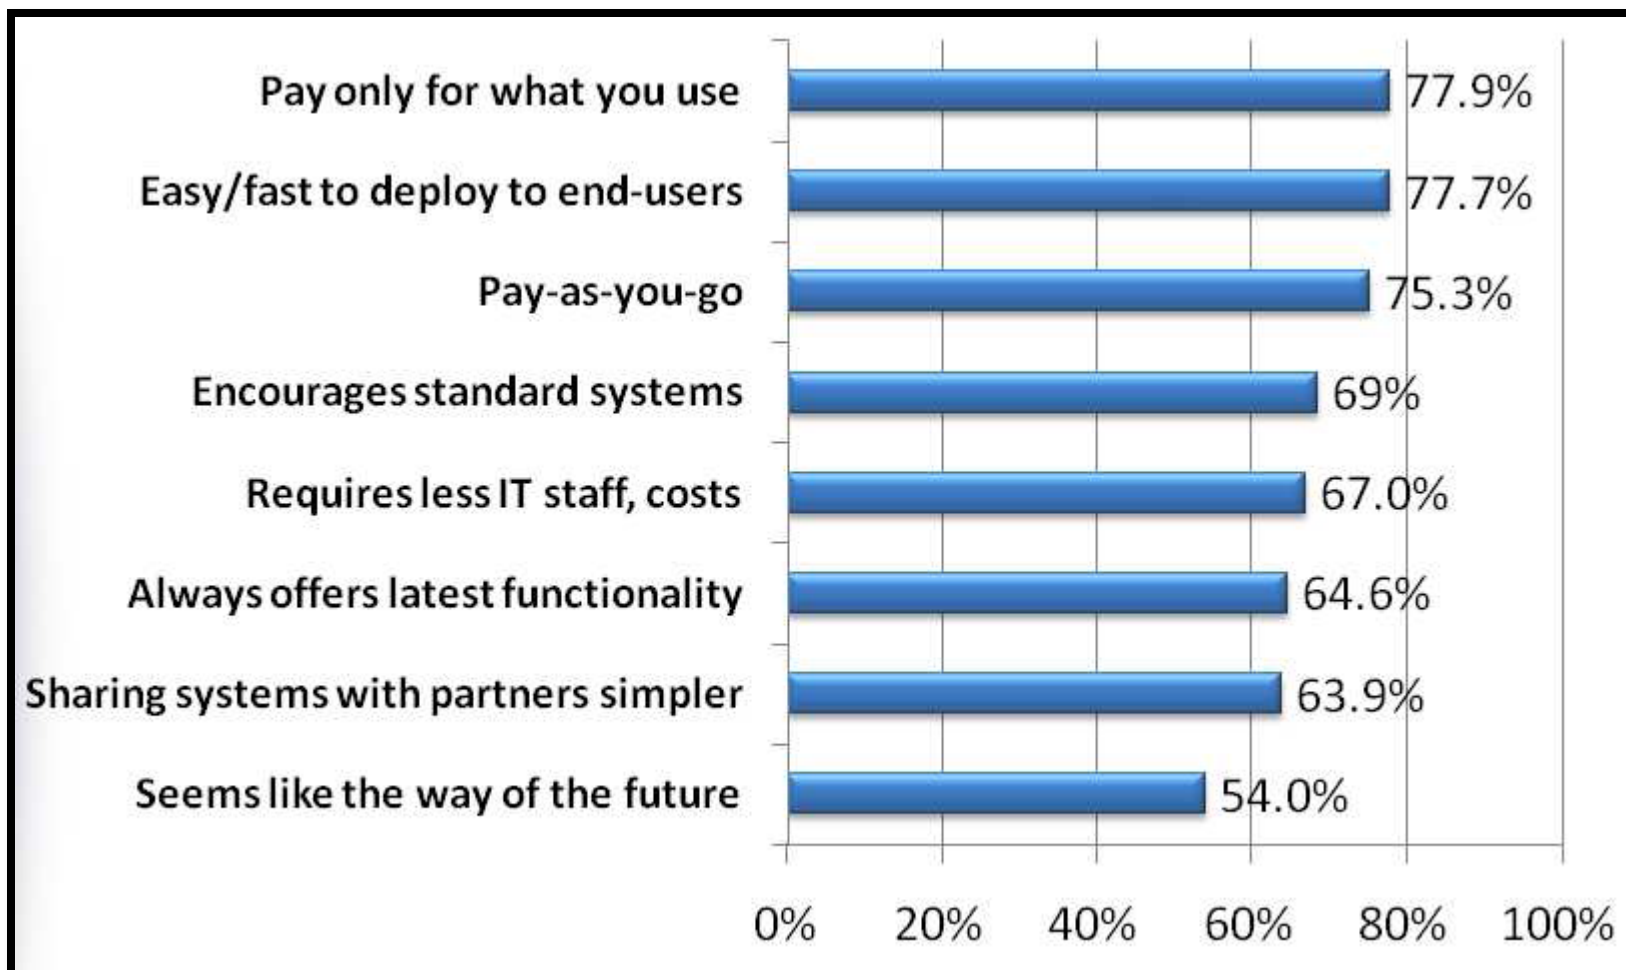 Pay only for what you use 77.9%
Easy/fast to deploy to end-users 77.7%
Pay-as-you-go 75.3%
Encourages standard systems 69%
Requires less IT staff, costs 67.0%
Always offers latest functionality 64.6%
Sharing systems with partners simpler 63.9%
Seems like the way of the future 54.0%
0% 20% 40% 60% 80% 100%